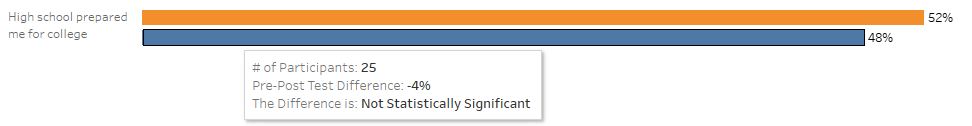 High school prepared
me for college
52%
48%
# of Participants: 25
Pre-Post Test Difference: -4%
The Difference is: Not Statistically Significant